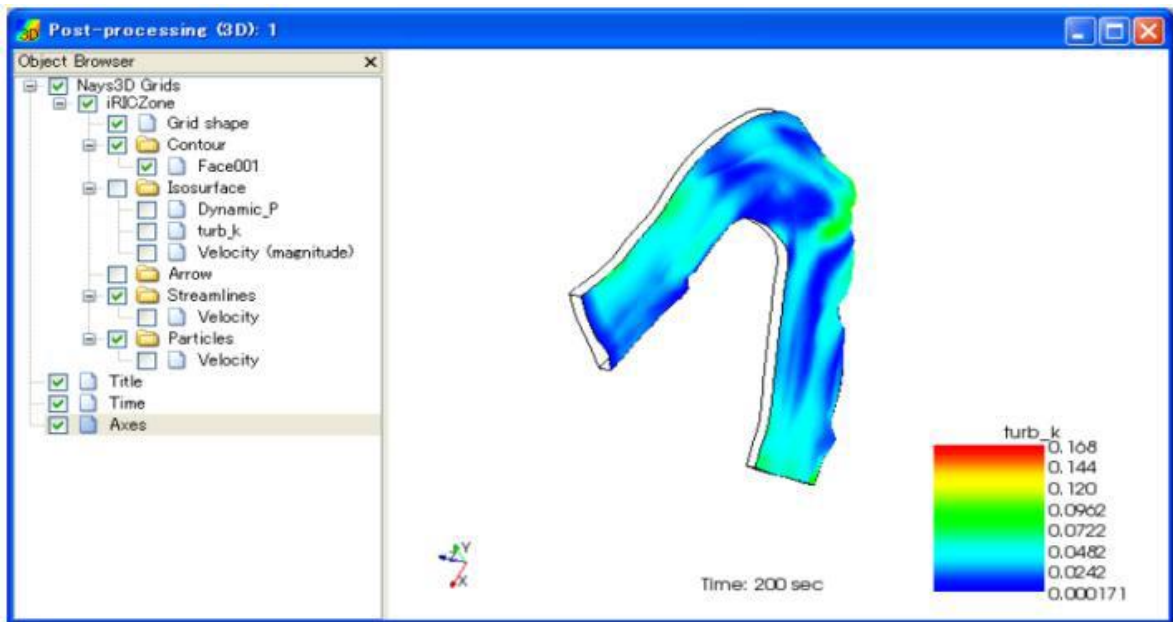 Post-processing (3D): 1
Object Browser
Nays3D Grids
iRICZone
Grid shape
Contour
Face001
Isosurface
Dynamic_P
turb_k
Velocity (magnitude)
Arrow
Streamlines
Velocity
Particles
Velocity
Title
Time
Axes
turb_k
0.168
0.144
0.120
0.0962
0.0722
0.0482
0.0242
0.000171
Y
X
Time: 200 sec